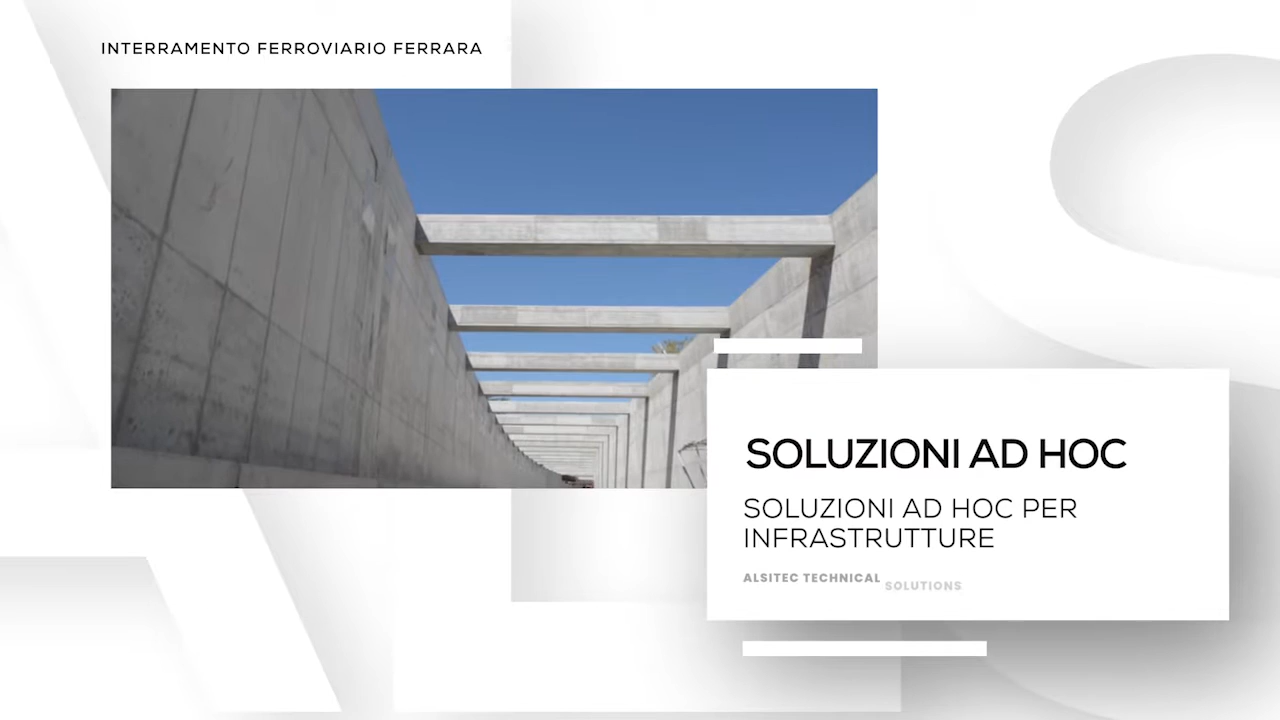 INTERRAMENTO FERROVIARIO FERRARA
SOLUZIONI AD HOC
SOLUZIONI AD HOC PER
INFRASTRUTTURE
ALSITEC TECHNICAL SOLUTIONS